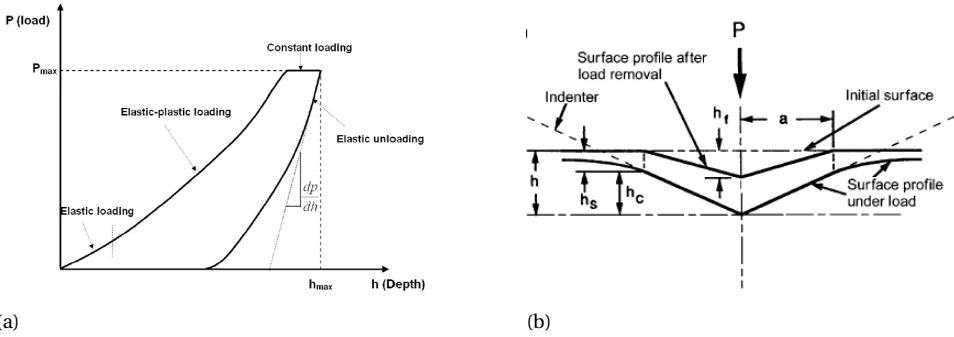 P (load)
Constant loading
Pmax
Elastic-plastic loading
Elastic unloading
dp
dh
Elastic loading
hmax
h (Depth)
(a)
)
P
Surface profile after
load removal
Indenter
hf
a
Initial surface
h
hs
hc
Surface profile
under load
(b)